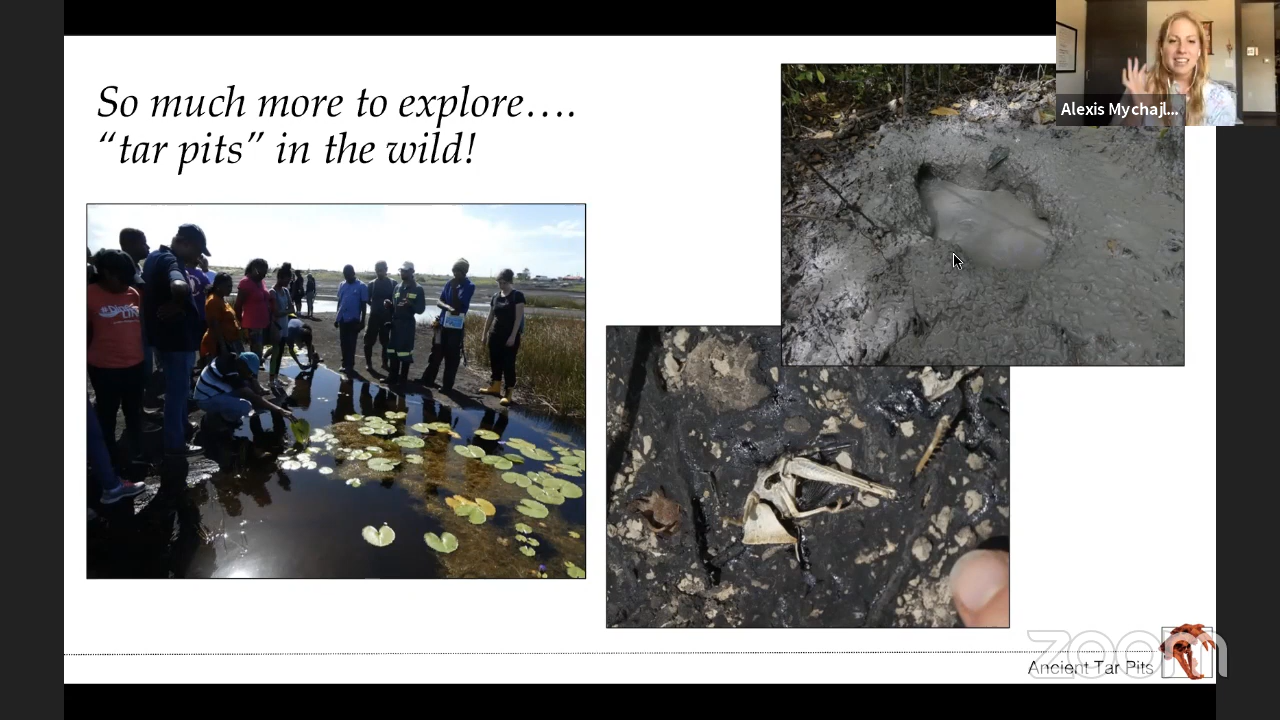 So much more to explore….
“tar pits” in the wild!
Alexis Mychajl...
zoom
Ancient Tar Pits